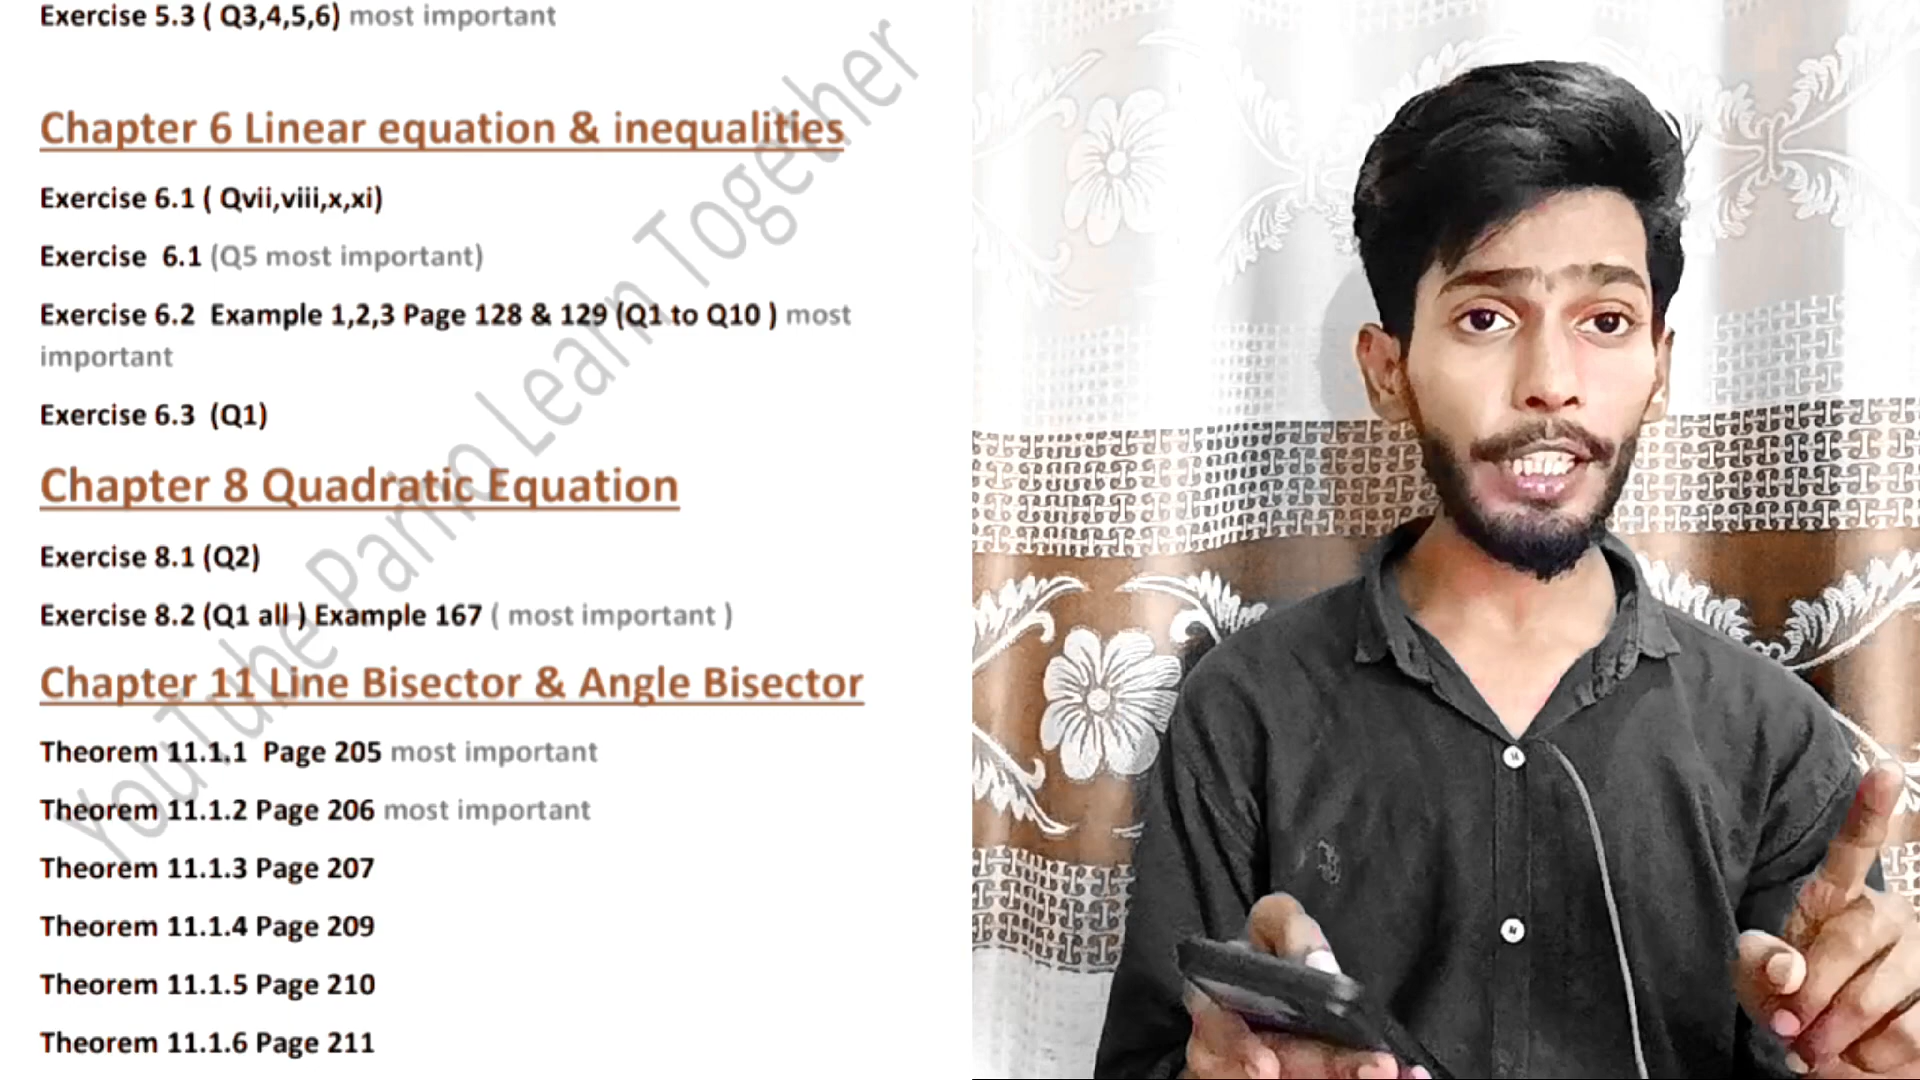 Exercise 5.3 ( Q3,4,5,6) most important
Chapter 6 Linear equation & inequalities
Exercise 6.1 ( Qvii,viii,x,xi)
Exercise 6.1 (Q5 most important)
Exercise 6.2 Example 1,2,3 Page 128 & 129 (Q1 to Q10 ) most
important
Exercise 6.3 (Q1)
Chapter 8 Quadratic Equation
Exercise 8.1 (Q2)
Exercise 8.2 (Q1 all ) Example 167 ( most important )
Chapter 11 Line Bisector & Angle Bisector
Theorem 11.1.1 Page 205 most important
Theorem 11.1.2 Page 206 most important
Theorem 11.1.3 Page 207
Theorem 11.1.4 Page 209
Theorem 11.1.5 Page 210
Theorem 11.1.6 Page 211
YouTube Parho Learn Together